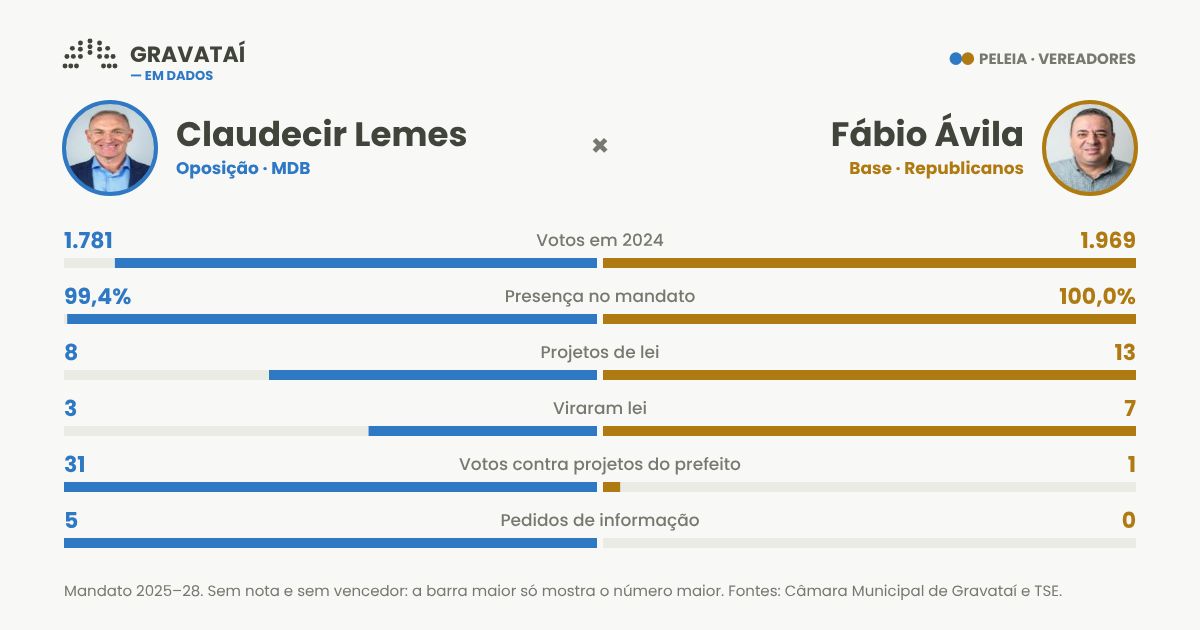 GRAVATAÍ
— EM DADOS
PELEIA · VEREADORES
Claudecir Lemes
Oposição · MDB
×
Fábio Ávila
Base · Republicanos
1.781 Votos em 2024 1.969
99,4% Presença no mandato 100,0%
8 Projetos de lei 13
3 Viraram lei 7
31 Votos contra projetos do prefeito 1
5 Pedidos de informação 0
Mandato 2025–28. Sem nota e sem vencedor: a barra maior só mostra o número maior. Fontes: Câmara Municipal de Gravataí e TSE.